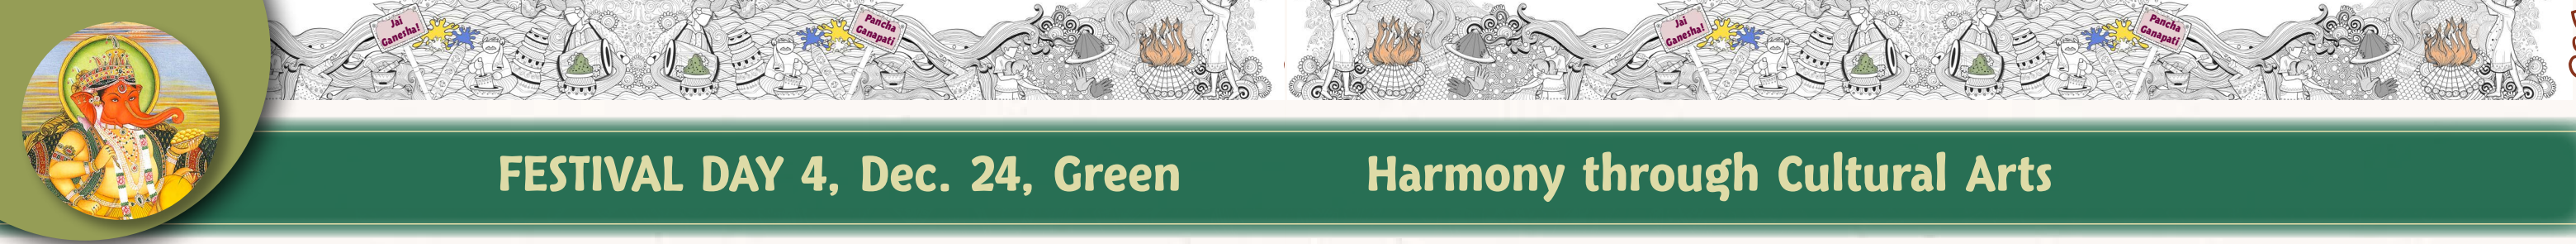 Jai
Ganesha!
Pancha
Ganapati
Jai
Ganesha!
Pancha
Ganapati
FESTIVAL DAY 4, Dec. 24, Green
Harmony through Cultural Arts